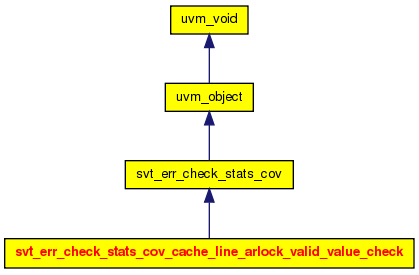 uvm_void
uvm_object
svt_err_check_stats_cov
svt_err_check_stats_cov_cache_line_arlock_valid_value_check